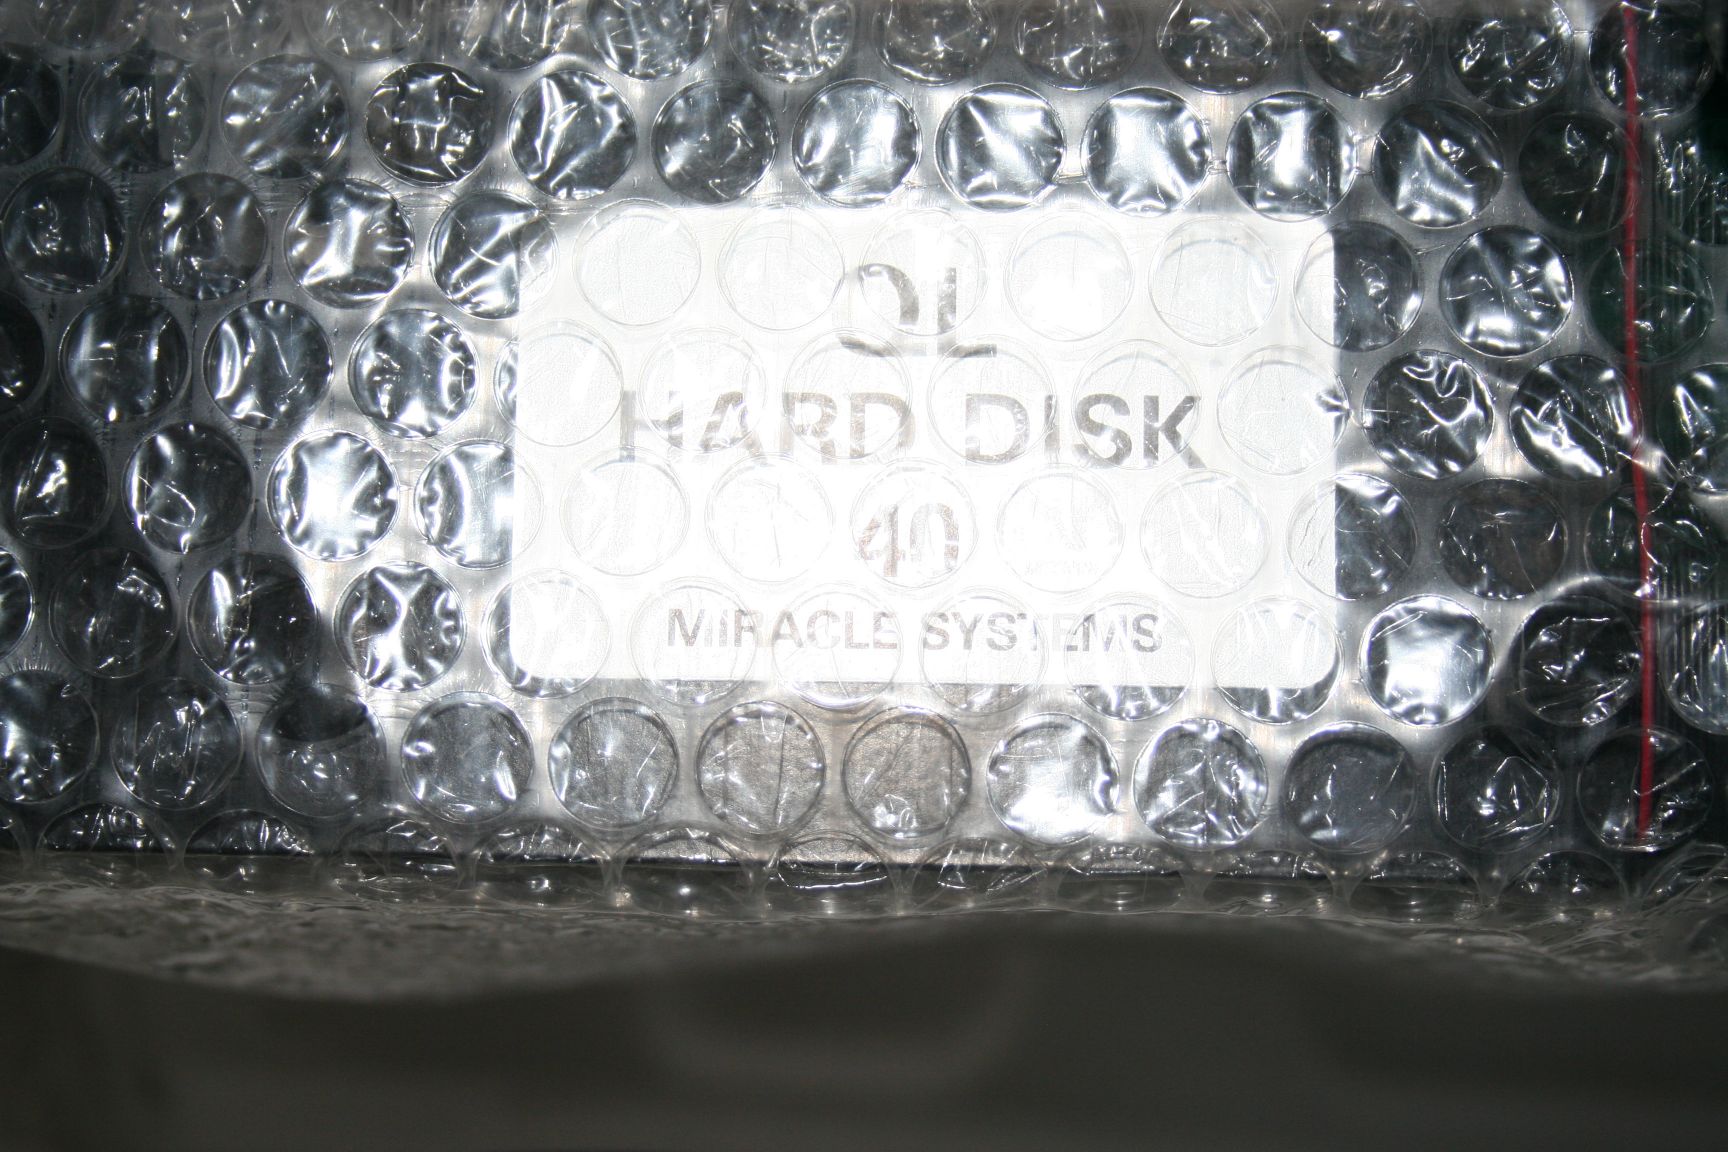 QL
HARD DISK
40
MIRACLE SYSTEMS